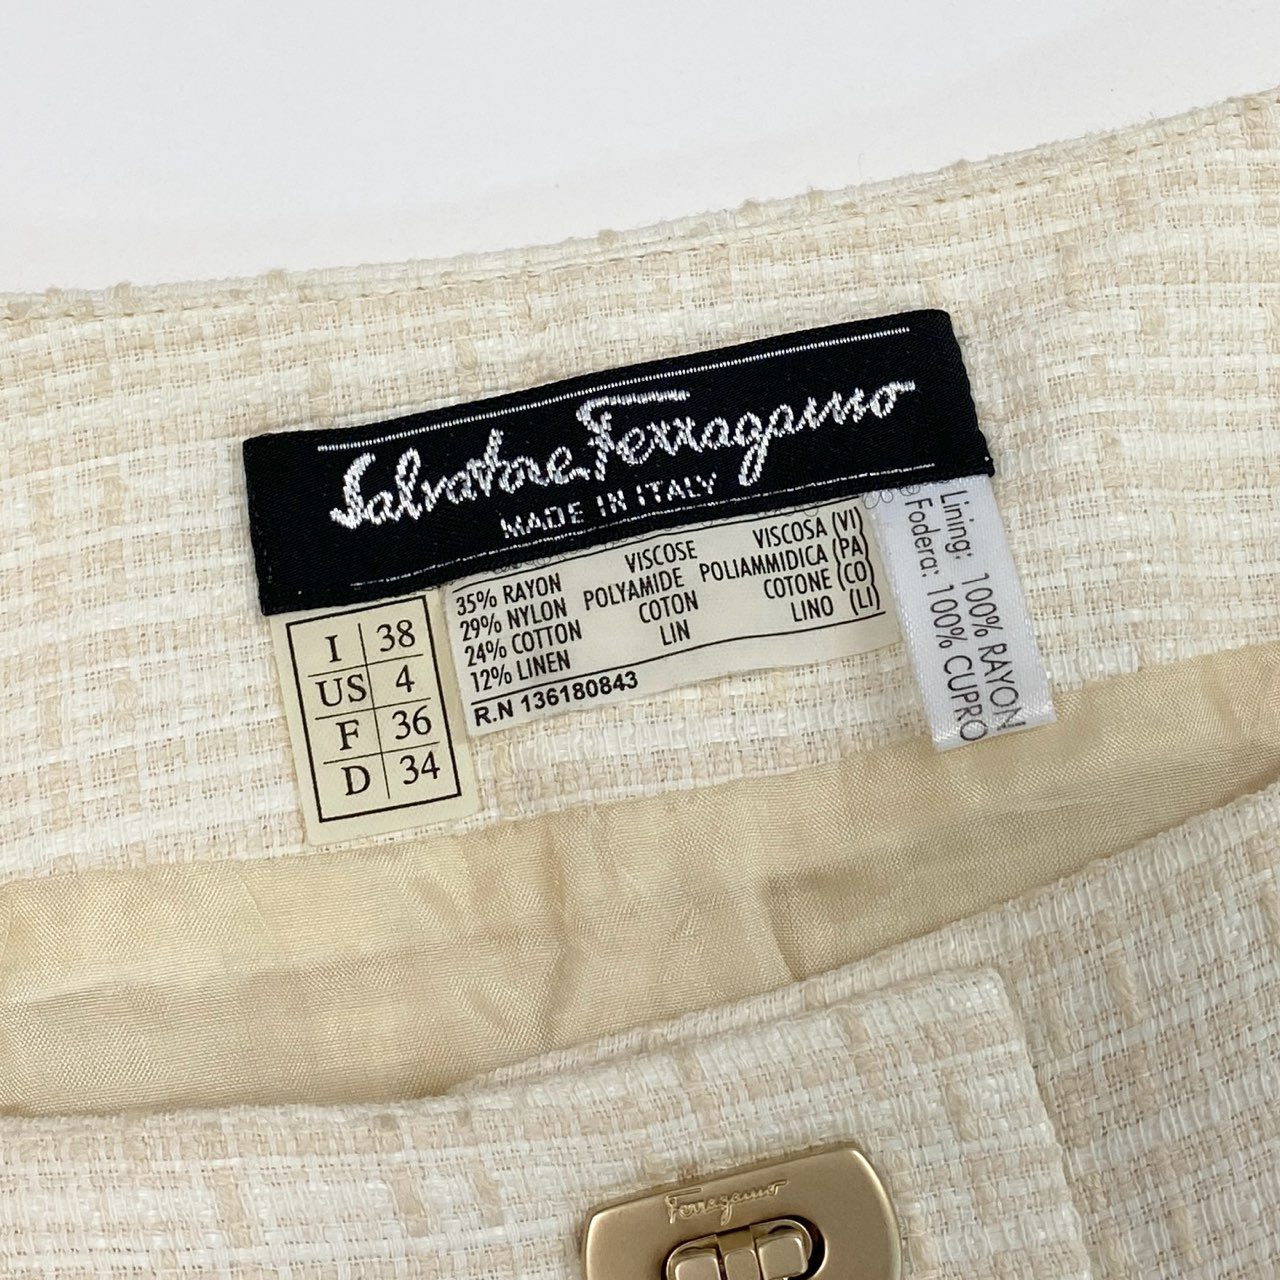 Salvatore Ferragamo
MADE IN ITALY
I 38
US 4
F 36
D 34
35% RAYON VISCOSE VISCOSA (VI)
29% NYLON POLYAMIDE POLIAMMIDICA (PA)
24% COTTON COTON COTONE (CO)
12% LINEN LIN LINO (LI)
R.N 136180843
Lining: 100% RAYON
Fodera: 100% CUPRO
Ferragamo